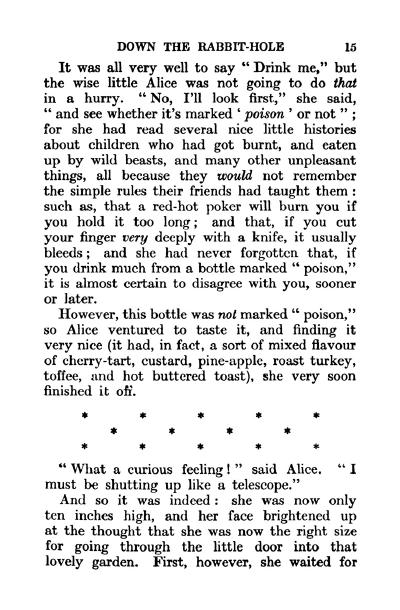 DOWN THE RABBIT-HOLE 15
It was all very well to say “ Drink me,” but
the wise little Alice was not going to do that
in a hurry. “ No, I’ll look first,” she said,
“ and see whether it’s marked ‘ poison ’ or not ” ;
for she had read several nice little histories
about children who had got burnt, and eaten
up by wild beasts, and many other unpleasant
things, all because they would not remember
the simple rules their friends had taught them :
such as, that a red-hot poker will burn you if
you hold it too long ; and that, if you cut
your finger very deeply with a knife, it usually
bleeds ; and she had never forgotten that, if
you drink much from a bottle marked “ poison,”
it is almost certain to disagree with you, sooner
or later.
However, this bottle was not marked “ poison,”
so Alice ventured to taste it, and finding it
very nice (it had, in fact, a sort of mixed flavour
of cherry-tart, custard, pine-apple, roast turkey,
toffee, and hot buttered toast), she very soon
finished it off.
* * * * *
* * * *
* * * * *
“ What a curious feeling ! ” said Alice. “ I
must be shutting up like a telescope.”
And so it was indeed : she was now only
ten inches high, and her face brightened up
at the thought that she was now the right size
for going through the little door into that
lovely garden. First, however, she waited for